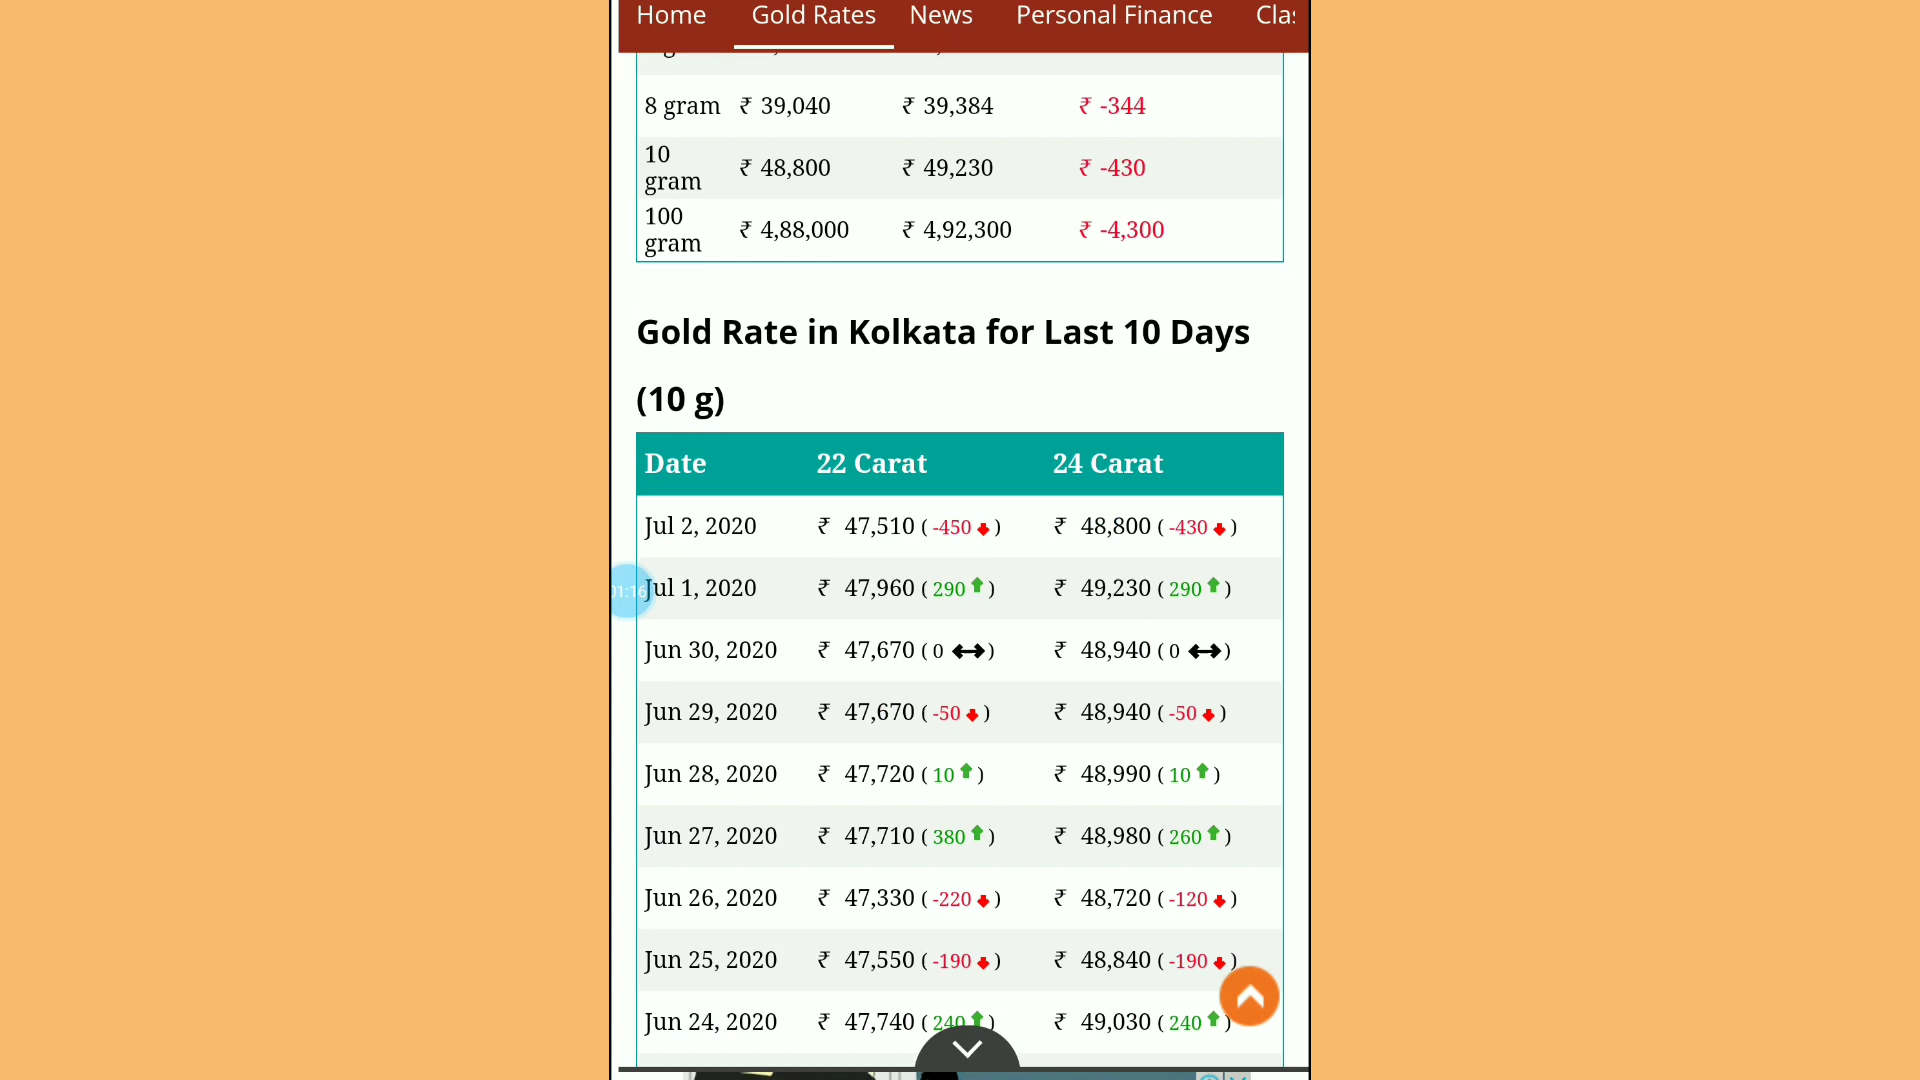 Home Gold Rates News Personal Finance Clas
8 gram ₹ 39,040 ₹ 39,384 ₹ -344
10 gram ₹ 48,800 ₹ 49,230 ₹ -430
100 gram ₹ 4,88,000 ₹ 4,92,300 ₹ -4,300
Gold Rate in Kolkata for Last 10 Days
(10 g)
Date 22 Carat 24 Carat
Jul 2, 2020 ₹ 47,510 ( -450 ⬇ ) ₹ 48,800 ( -430 ⬇ )
01:16
Jul 1, 2020 ₹ 47,960 ( 290 ⬆ ) ₹ 49,230 ( 290 ⬆ )
Jun 30, 2020 ₹ 47,670 ( 0 ↔ ) ₹ 48,940 ( 0 ↔ )
Jun 29, 2020 ₹ 47,670 ( -50 ⬇ ) ₹ 48,940 ( -50 ⬇ )
Jun 28, 2020 ₹ 47,720 ( 10 ⬆ ) ₹ 48,990 ( 10 ⬆ )
Jun 27, 2020 ₹ 47,710 ( 380 ⬆ ) ₹ 48,980 ( 260 ⬆ )
Jun 26, 2020 ₹ 47,330 ( -220 ⬇ ) ₹ 48,720 ( -120 ⬇ )
Jun 25, 2020 ₹ 47,550 ( -190 ⬇ ) ₹ 48,840 ( -190 ⬇ )
Jun 24, 2020 ₹ 47,740 ( 240 ⬆ ) ₹ 49,030 ( 240 ⬆ )